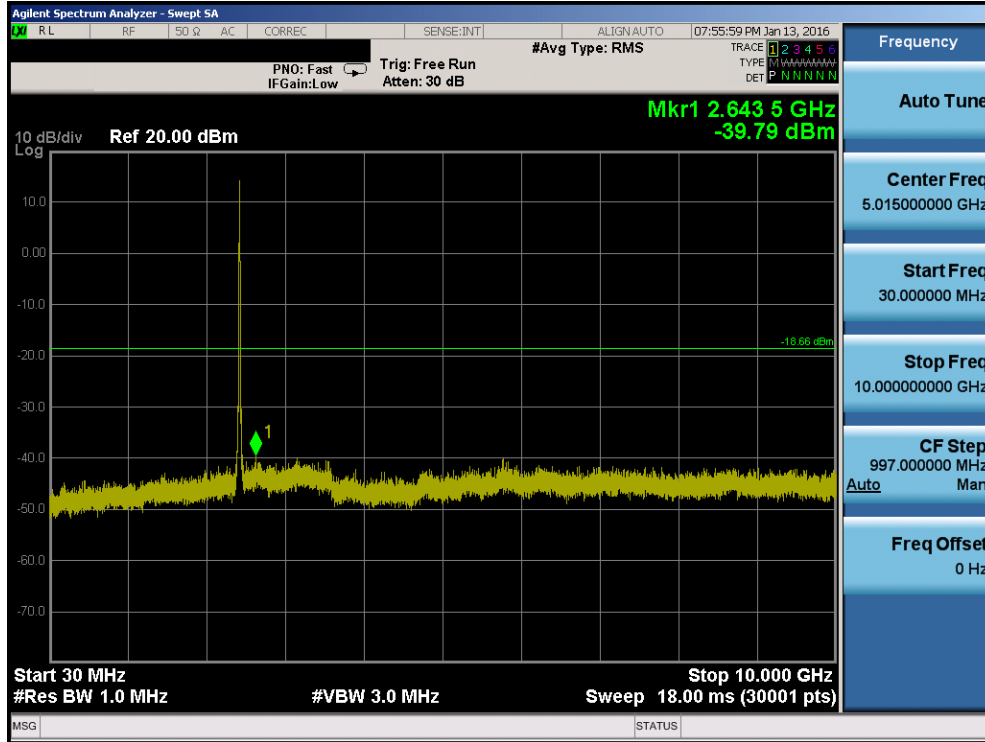 Agilent Spectrum Analyzer - Swept SA
LXI RL RF 50 Ω AC CORREC SENSE:INT ALIGN AUTO 07:55:59 PM Jan 13, 2016
#Avg Type: RMS TRACE 1 2 3 4 5 6
PNO: Fast Trig: Free Run TYPE M WWWWW
IFGain:Low Atten: 30 dB DET P N N N N N
Mkr1 2.643 5 GHz
-39.79 dBm
10 dB/div Ref 20.00 dBm
Log
10.0
0.00
-10.0
-18.66 dBm
-20.0
-30.0
1
-40.0
-50.0
-60.0
-70.0
Start 30 MHz Stop 10.000 GHz
#Res BW 1.0 MHz #VBW 3.0 MHz Sweep 18.00 ms (30001 pts)
MSG STATUS
Frequency
Auto Tune
Center Freq
5.015000000 GHz
Start Freq
30.000000 MHz
Stop Freq
10.000000000 GHz
CF Step
997.000000 MHz
Auto Man
Freq Offset
0 Hz